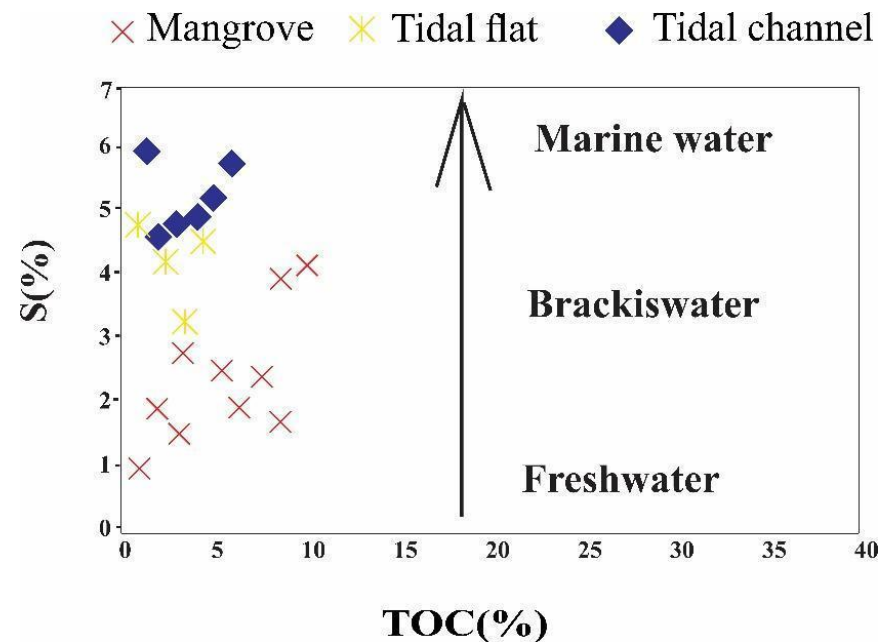 Mangrove Tidal flat Tidal channel
7
Marine water
6
5
4
S(%)
Brackiswater
3
2
1
Freshwater
0
0 5 10 15 20 25 30 35 40
TOC(%)